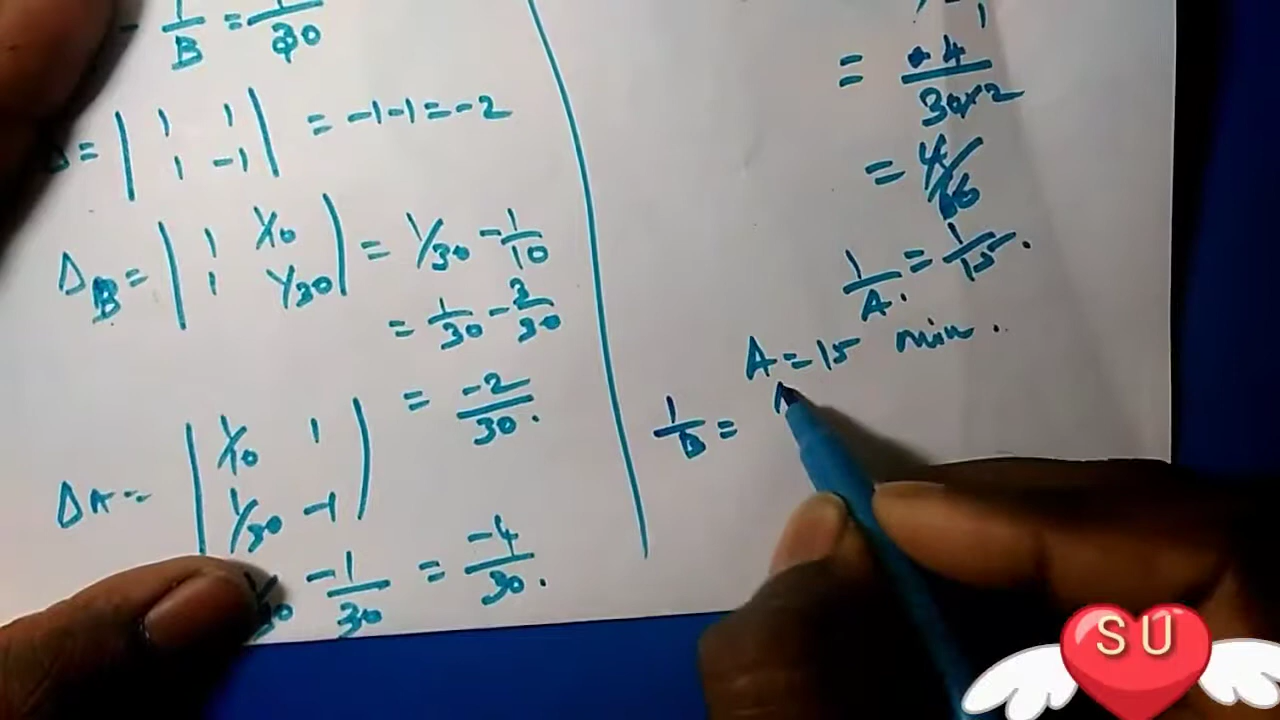 - 1/B = 1/30
Δ = | 1 1 | = -1-1 = -2
| 1 -1 |
Δ B = | 1 1/10 | = 1/30 - 1/10
| 1 1/30 |
= 1/30 - 3/30
= -2/30.
ΔA = | 1/10 1 |
| 1/30 -1 |
-1/30 = -4/30.
= -4/30×2
= 4/60
1/A. = 1/15.
A = 15 min.
1/B =
SU